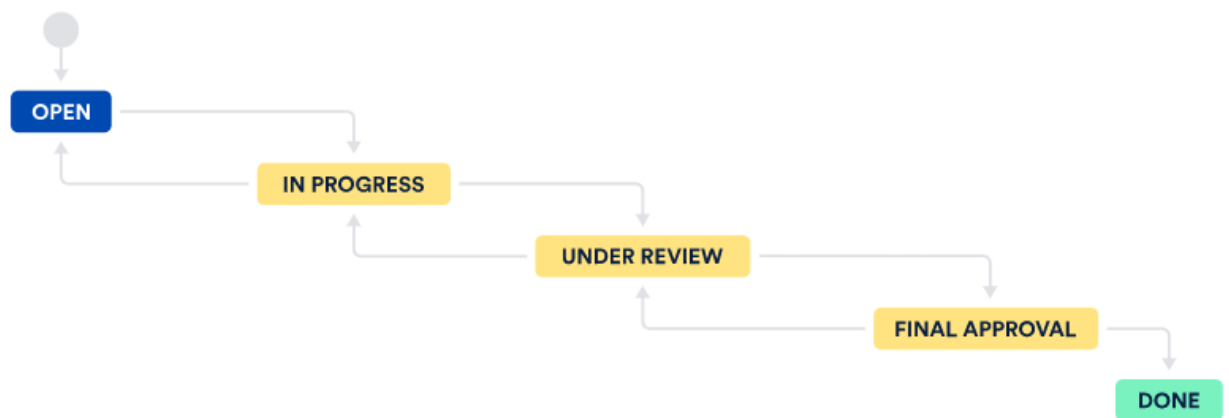 OPEN
IN PROGRESS
UNDER REVIEW
FINAL APPROVAL
DONE